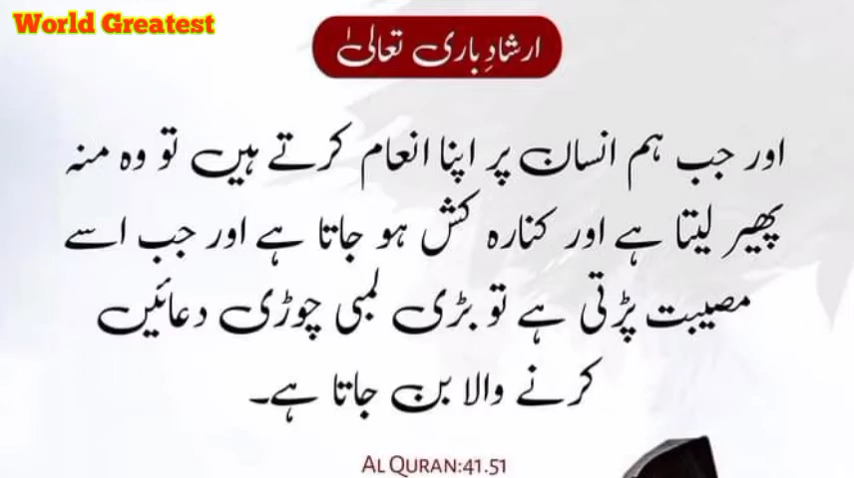 World Greatest
ارشادِ باری تعالیٰ
اور جب ہم انسان پر اپنا انعام کرتے ہیں تو وہ منہ
پھیر لیتا ہے اور کنارہ کش ہو جاتا ہے اور جب اسے
مصیبت پڑتی ہے تو بڑی لمبی چوڑی دعائیں
کرنے والا بن جاتا ہے۔
AL QURAN:41.51